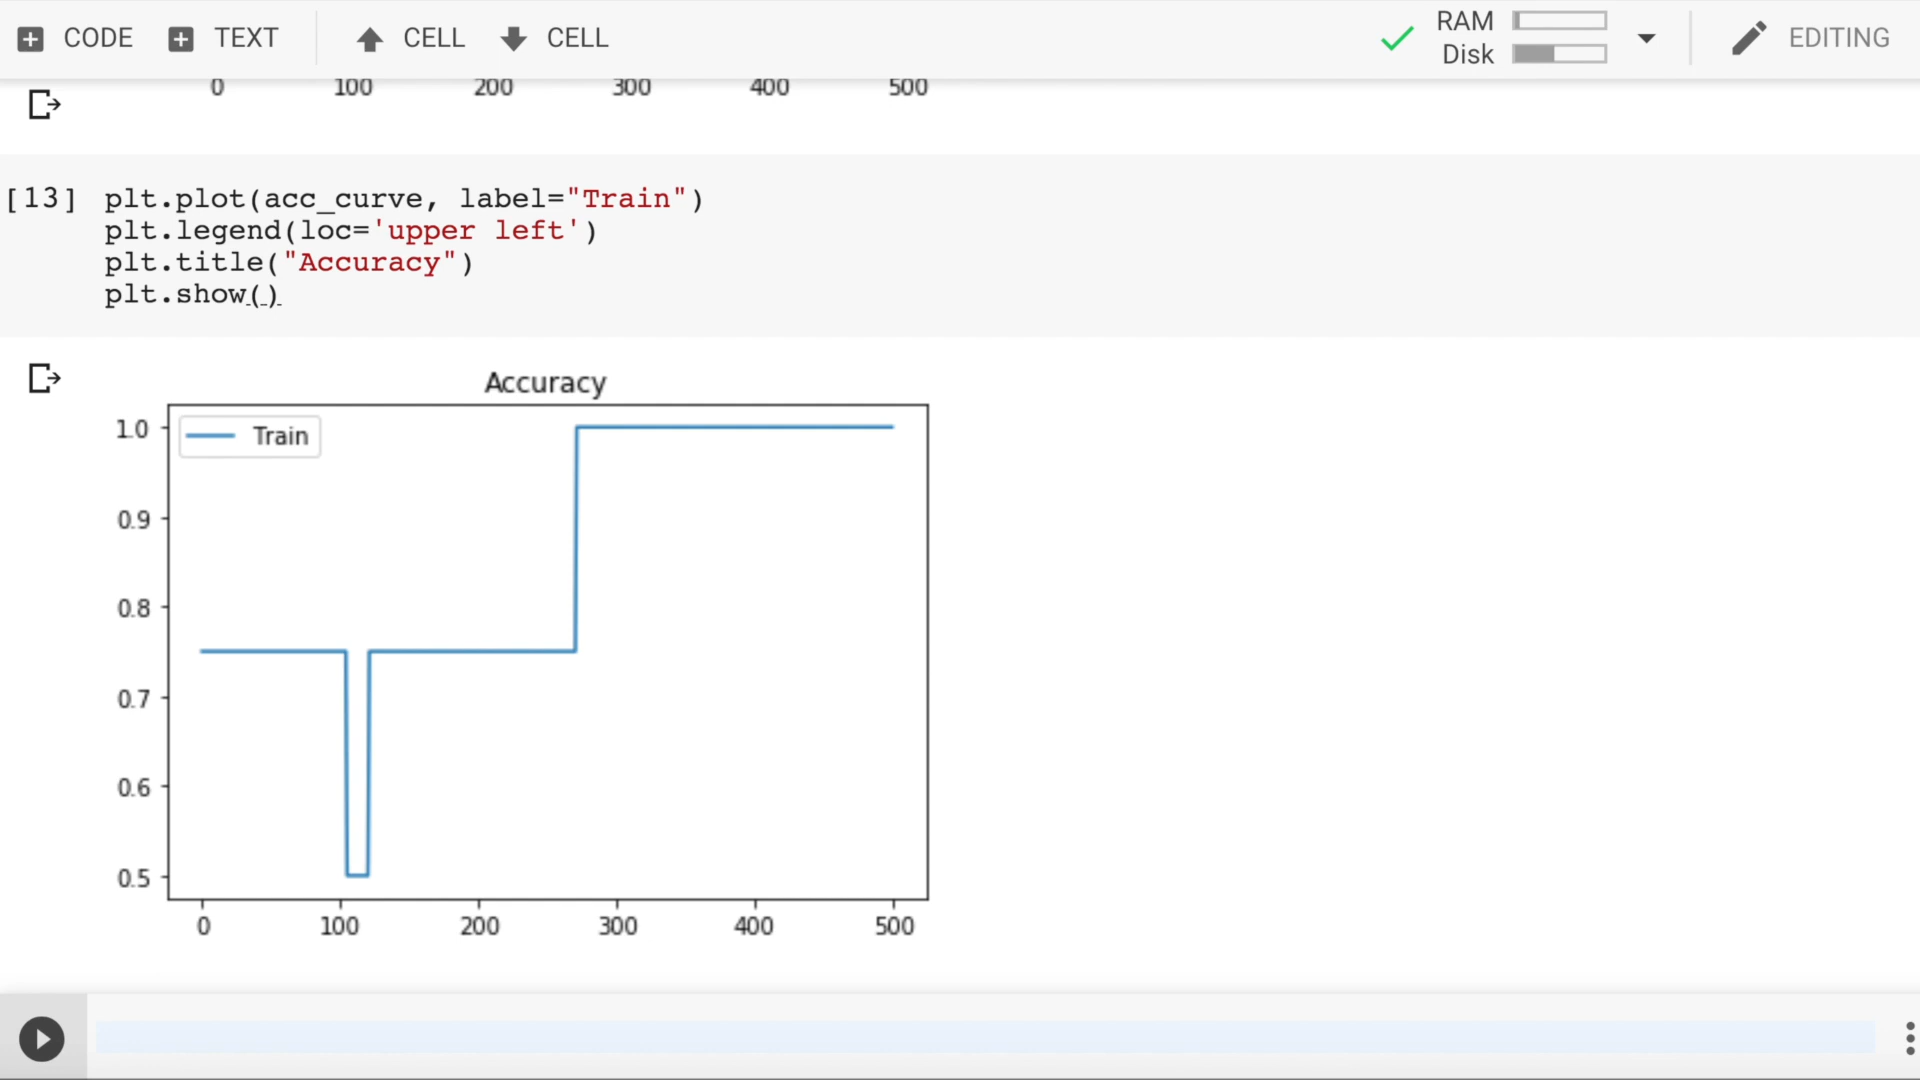 CODE TEXT CELL CELL RAM Disk EDITING
0 100 200 300 400 500
[13] plt.plot(acc_curve, label="Train")
plt.legend(loc='upper left')
plt.title("Accuracy")
plt.show()
Accuracy
Train
1.0
0.9
0.8
0.7
0.6
0.5
0 100 200 300 400 500